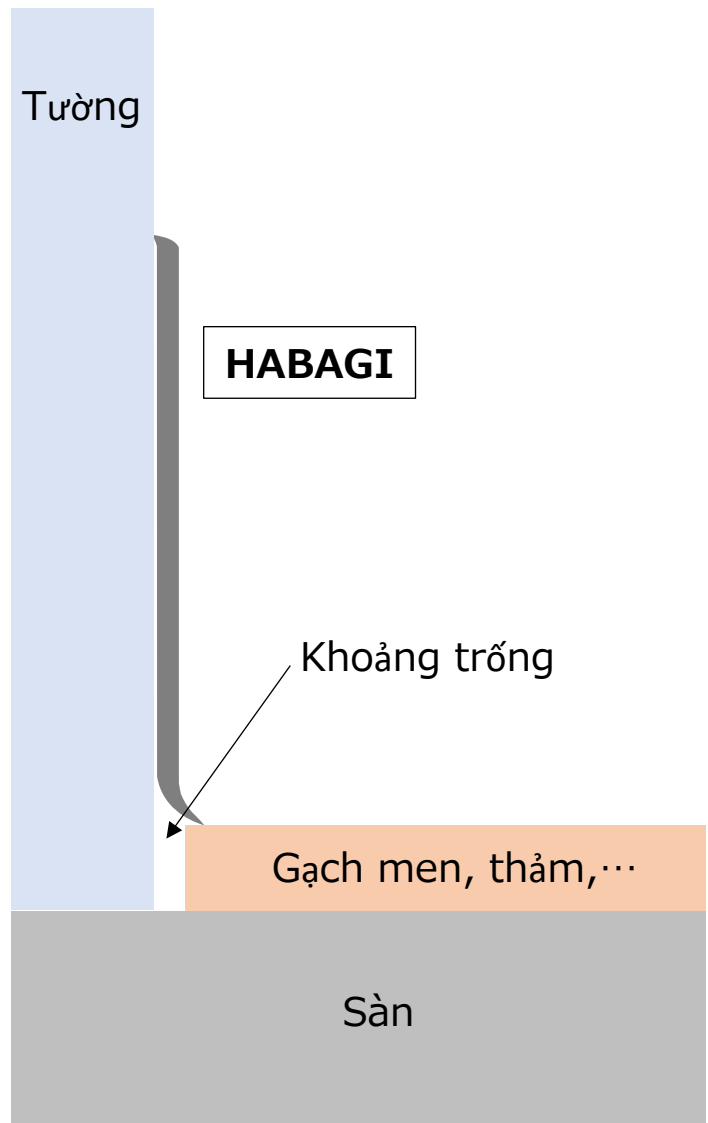 Tường
HABAGI
Khoảng trống
Gạch men, thảm,…
Sàn